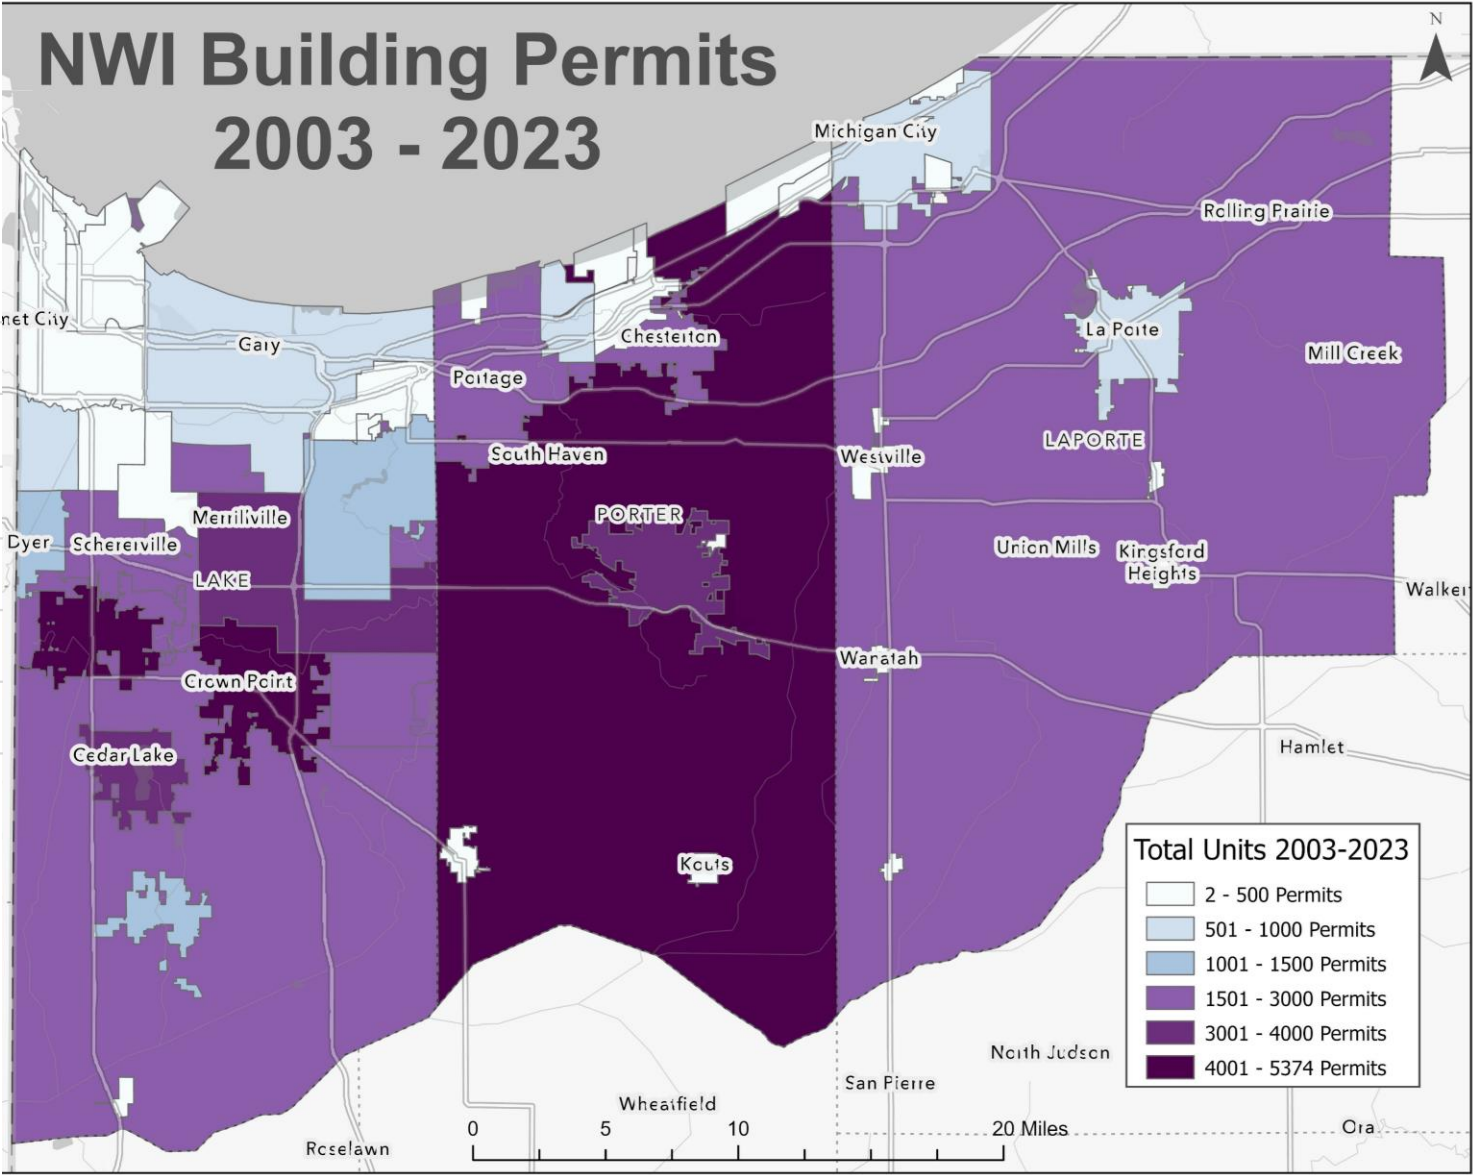 NWI Building Permits
2003 - 2023
N
Michigan City
Rolling Prairie
net City
Gary
Chesterton
La Porte
Mill Creek
Portage
LAPORTE
South Haven
Westville
Merrillville
PORTER
Dyer
Schererville
Union Mills
Kingsford
Heights
LAKE
Walker
Wanatah
Crown Point
Cedar Lake
Hamlet
Kouts
Total Units 2003-2023
2 - 500 Permits
501 - 1000 Permits
1001 - 1500 Permits
1501 - 3000 Permits
3001 - 4000 Permits
4001 - 5374 Permits
North Judson
San Pierre
Wheatfield
Roselawn
0 5 10 20 Miles
Ora